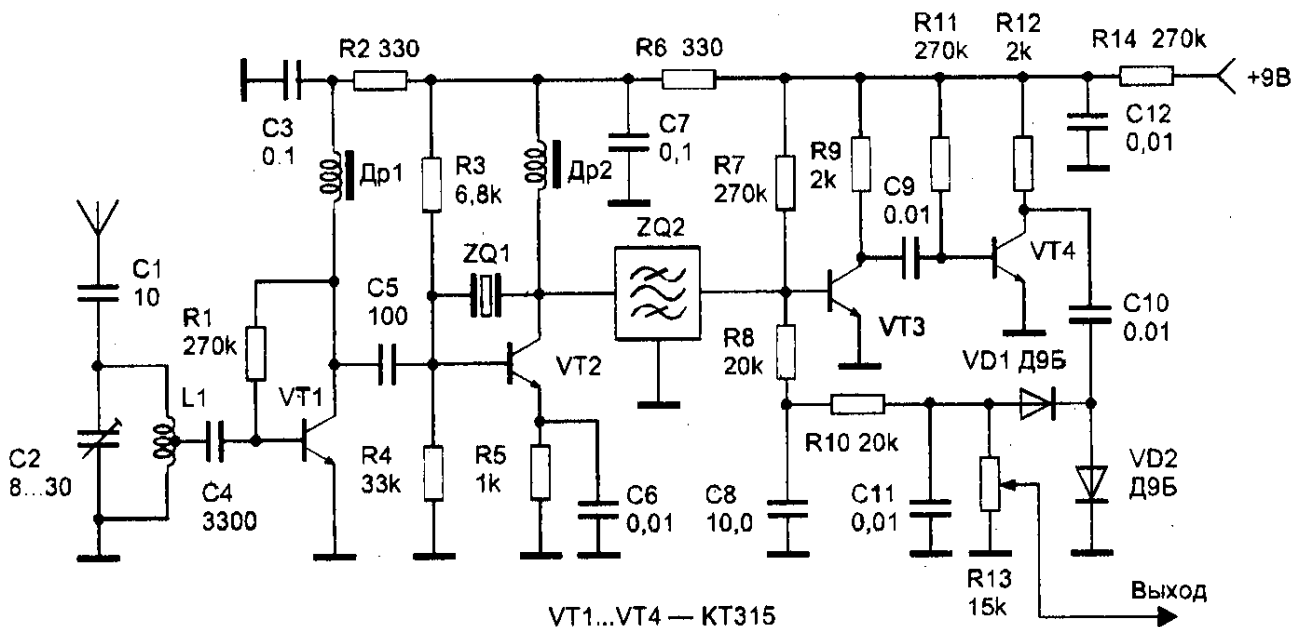 R2 330
R6 330
R11
270k
R12
2k
R14 270k
+9В
C3
0.1
Др1
R3
6,8k
Др2
C7
0,1
R7
270k
R9
2k
C9
0.01
C12
0,01
C1
10
R1
270k
C5
100
ZQ1
ZQ2
VT4
VT3
C10
0.01
L1
VT1
VT2
R8
20k
VD1 Д9Б
C2
8...30
C4
3300
R4
33k
R5
1k
C6
0,01
C8
10,0
R10 20k
C11
0,01
VD2
Д9Б
R13
15k
Выход
VT1...VT4 — КТ315